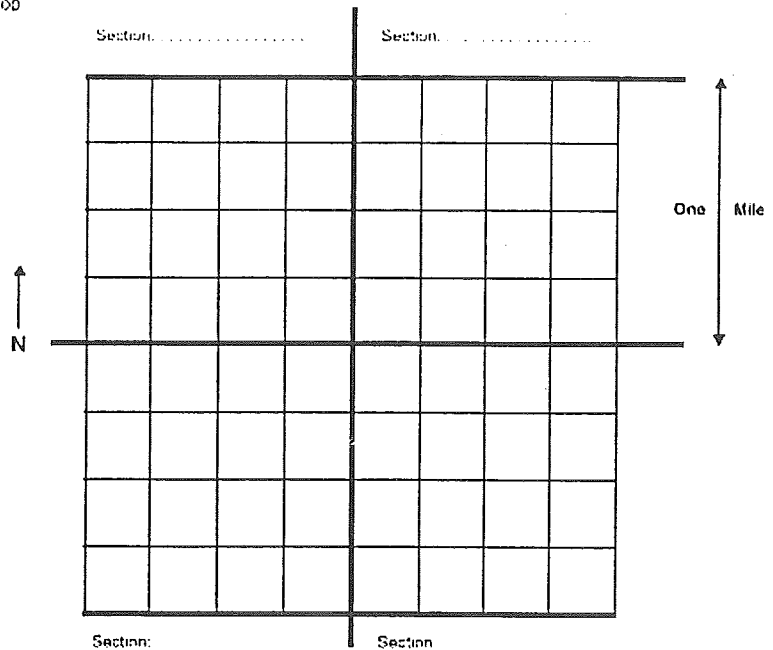 Section: . . . . . . . . . . . . . . . . .
Section: . . . . . . . . . . . . . . . . .
One Mile
N
Section:
Section